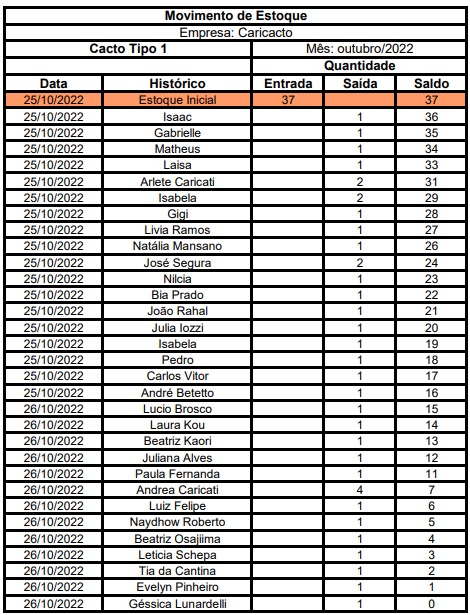 Movimento de Estoque
Empresa: Caricacto
Cacto Tipo 1 Mês: outubro/2022
Quantidade
Data Histórico Entrada Saída Saldo
25/10/2022 Estoque Inicial 37 37
25/10/2022 Isaac 1 36
25/10/2022 Gabrielle 1 35
25/10/2022 Matheus 1 34
25/10/2022 Laisa 1 33
25/10/2022 Arlete Caricati 2 31
25/10/2022 Isabela 2 29
25/10/2022 Gigi 1 28
25/10/2022 Livia Ramos 1 27
25/10/2022 Natália Mansano 1 26
25/10/2022 José Segura 2 24
25/10/2022 Nilcia 1 23
25/10/2022 Bia Prado 1 22
25/10/2022 João Rahal 1 21
25/10/2022 Julia Iozzi 1 20
25/10/2022 Isabela 1 19
25/10/2022 Pedro 1 18
25/10/2022 Carlos Vitor 1 17
25/10/2022 André Betetto 1 16
26/10/2022 Lucio Brosco 1 15
26/10/2022 Laura Kou 1 14
26/10/2022 Beatriz Kaori 1 13
26/10/2022 Juliana Alves 1 12
26/10/2022 Paula Fernanda 1 11
26/10/2022 Andrea Caricati 4 7
26/10/2022 Luiz Felipe 1 6
26/10/2022 Naydhow Roberto 1 5
26/10/2022 Beatriz Osajiima 1 4
26/10/2022 Leticia Schepa 1 3
26/10/2022 Tia da Cantina 1 2
26/10/2022 Evelyn Pinheiro 1 1
26/10/2022 Géssica Lunardelli 1 0